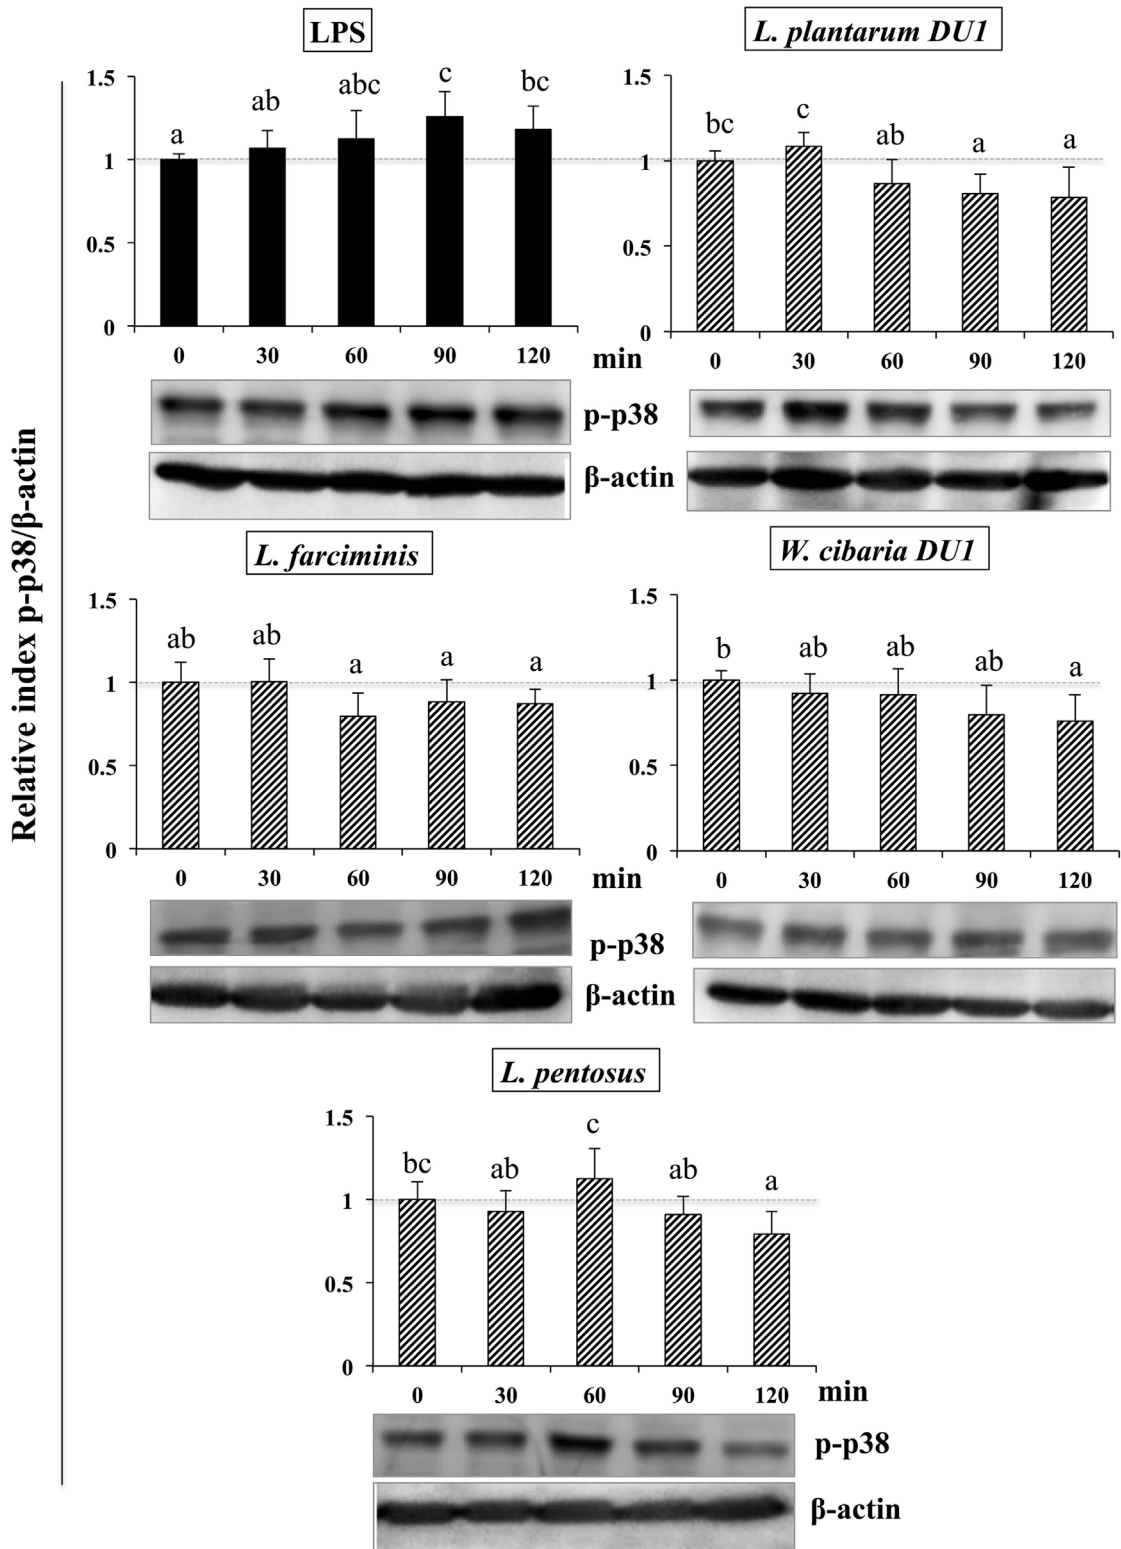 Relative index p-p38/β-actin
LPS
1.5
1
0.5
0
a
ab
abc
c
bc
0 30 60 90 120
min
L. plantarum DU1
1.5
1
0.5
0
bc
c
ab
a
a
0 30 60 90 120
p-p38
β-actin
L. farciminis
1.5
1
0.5
0
ab
ab
a
a
a
0 30 60 90 120
min
W. cibaria DU1
1.5
1
0.5
0
b
ab
ab
ab
a
0 30 60 90 120
p-p38
β-actin
L. pentosus
1.5
1
0.5
0
bc
ab
c
ab
a
0 30 60 90 120
min
p-p38
β-actin